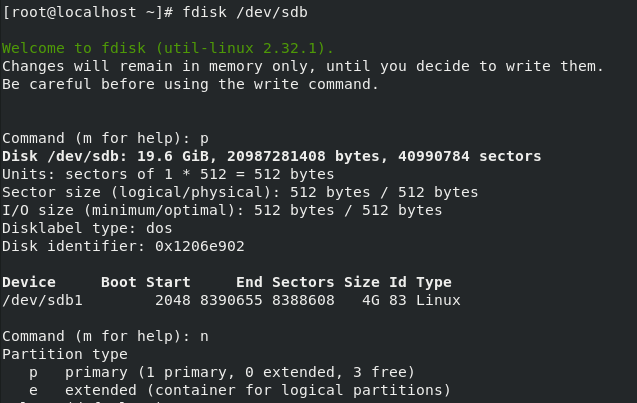 [root@localhost ~]# fdisk /dev/sdb
Welcome to fdisk (util-linux 2.32.1).
Changes will remain in memory only, until you decide to write them.
Be careful before using the write command.
Command (m for help): p
Disk /dev/sdb: 19.6 GiB, 20987281408 bytes, 40990784 sectors
Units: sectors of 1 * 512 = 512 bytes
Sector size (logical/physical): 512 bytes / 512 bytes
I/O size (minimum/optimal): 512 bytes / 512 bytes
Disklabel type: dos
Disk identifier: 0x1206e902
Device     Boot Start     End Sectors Size Id Type
/dev/sdb1        2048 8390655 8388608   4G 83 Linux
Command (m for help): n
Partition type
   p   primary (1 primary, 0 extended, 3 free)
   e   extended (container for logical partitions)